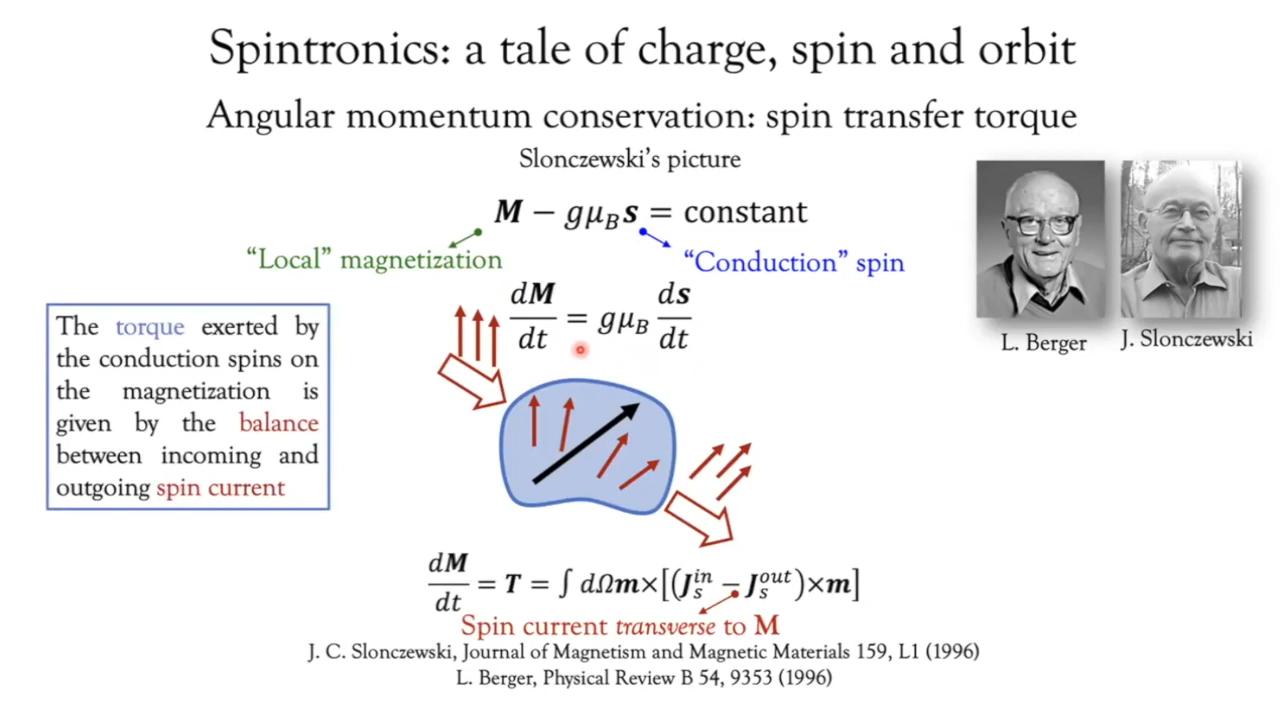 Spintronics: a tale of charge, spin and orbit
Angular momentum conservation: spin transfer torque
Slonczewski's picture
M − gμ_B s = constant
"Local" magnetization
"Conduction" spin
dM/dt = gμ_B ds/dt
The torque exerted by
the conduction spins on
the magnetization is
given by the balance
between incoming and
outgoing spin current
L. Berger
J. Slonczewski
dM/dt = T = ∫ dΩm×[(J_s^in − J_s^out)×m]
Spin current transverse to M
J. C. Slonczewski, Journal of Magnetism and Magnetic Materials 159, L1 (1996)
L. Berger, Physical Review B 54, 9353 (1996)